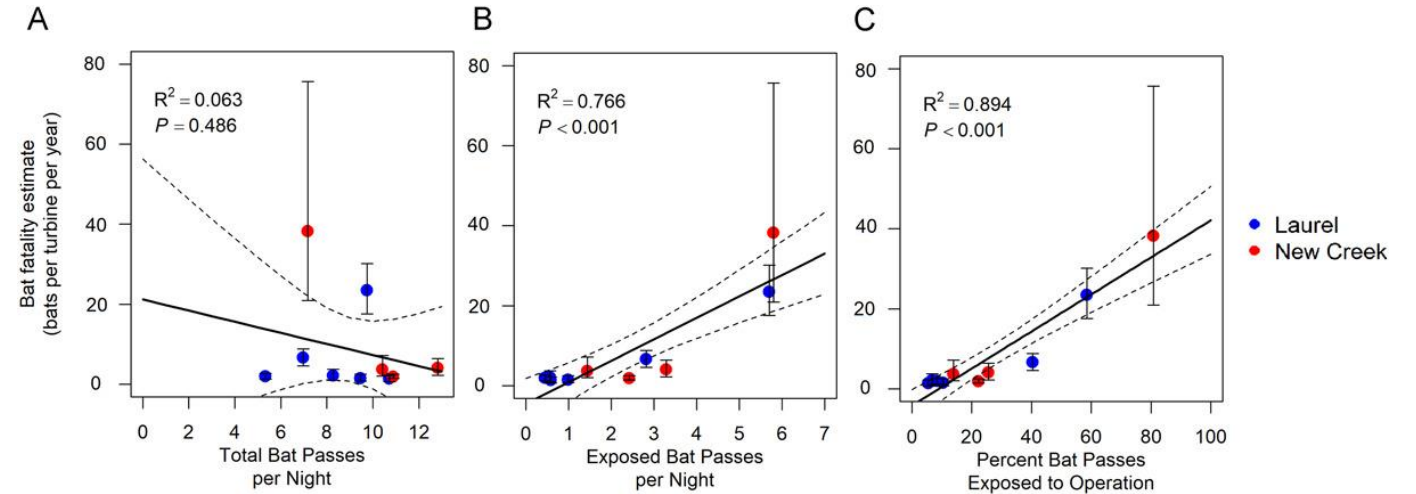 A
B
C
Bat fatality estimate
(bats per turbine per year)
80
60
40
20
0
R² = 0.063
P = 0.486
0 2 4 6 8 10 12
Total Bat Passes
per Night
80
60
40
20
0
R² = 0.766
P < 0.001
0 1 2 3 4 5 6 7
Exposed Bat Passes
per Night
80
60
40
20
0
R² = 0.894
P < 0.001
0 20 40 60 80 100
Percent Bat Passes
Exposed to Operation
Laurel
New Creek